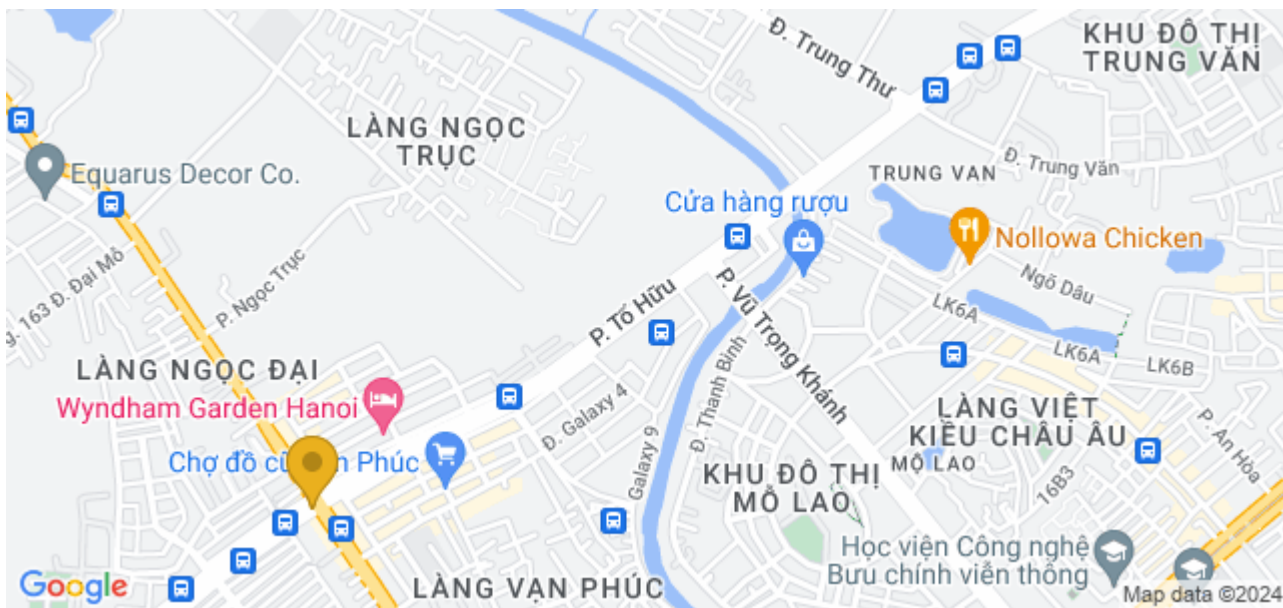 Đ. Trung Thư
KHU ĐÔ THỊ
TRUNG VĂN
LÀNG NGỌC
TRỤC
Đ. Trung Văn
TRUNG VAN
Equarus Decor Co.
Cửa hàng rượu
Nollowa Chicken
Ngõ Dâu
163 Đ. Đại Mỗ
P. Ngọc Trục
P. Tố Hữu
P. Vũ Trọng Khánh
LK6A
LK6A
LK6B
LÀNG NGỌC ĐẠI
Wyndham Garden Hanoi
Đ. Galaxy 4
Đ. Thanh Bình
LÀNG VIỆT
KIỀU CHÂU ÂU
P. An Hòa
Chợ đồ cũ
Phúc
Galaxy 9
KHU ĐÔ THỊ
MỖ LAO
MỘ LAO
16B3
Học viện Công nghệ
Bưu chính viễn thông
LÀNG VẠN PHÚC
Google
Map data ©2024